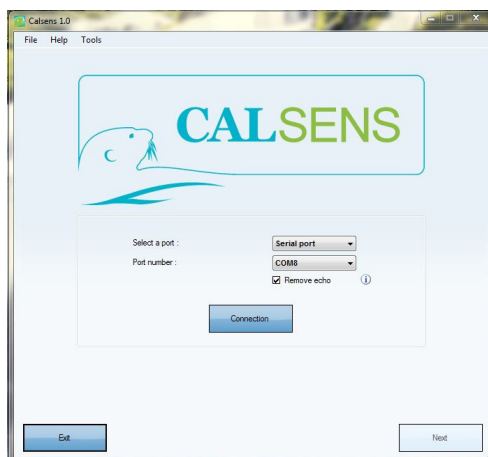 Calsens 1.0
File Help Tools
CALSENS
Select a port : Serial port
Port number : COM8
Remove echo
Connection
Exit Next